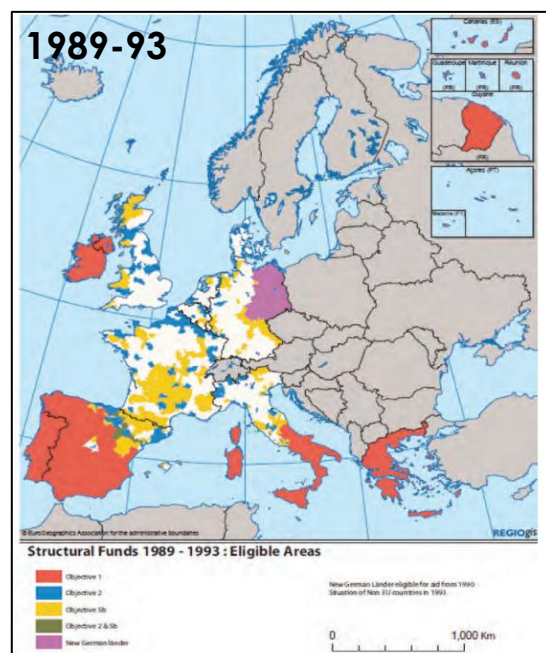 1989-93
Canarias (ES)
Guadeloupe
Martinique
Réunion
(FR)
(FR)
(FR)
Guyane
(FR)
Açores (PT)
Madeira (PT)
© EuroGeographics Association for the administrative boundaries
REGIOgis
Structural Funds 1989 - 1993 : Eligible Areas
Objective 1
Objective 2
Objective 5b
Objective 2 & 5b
New German länder
New German Länder eligible for aid from 1990
Situation of Non EU countries in 1993
0
1,000 Km